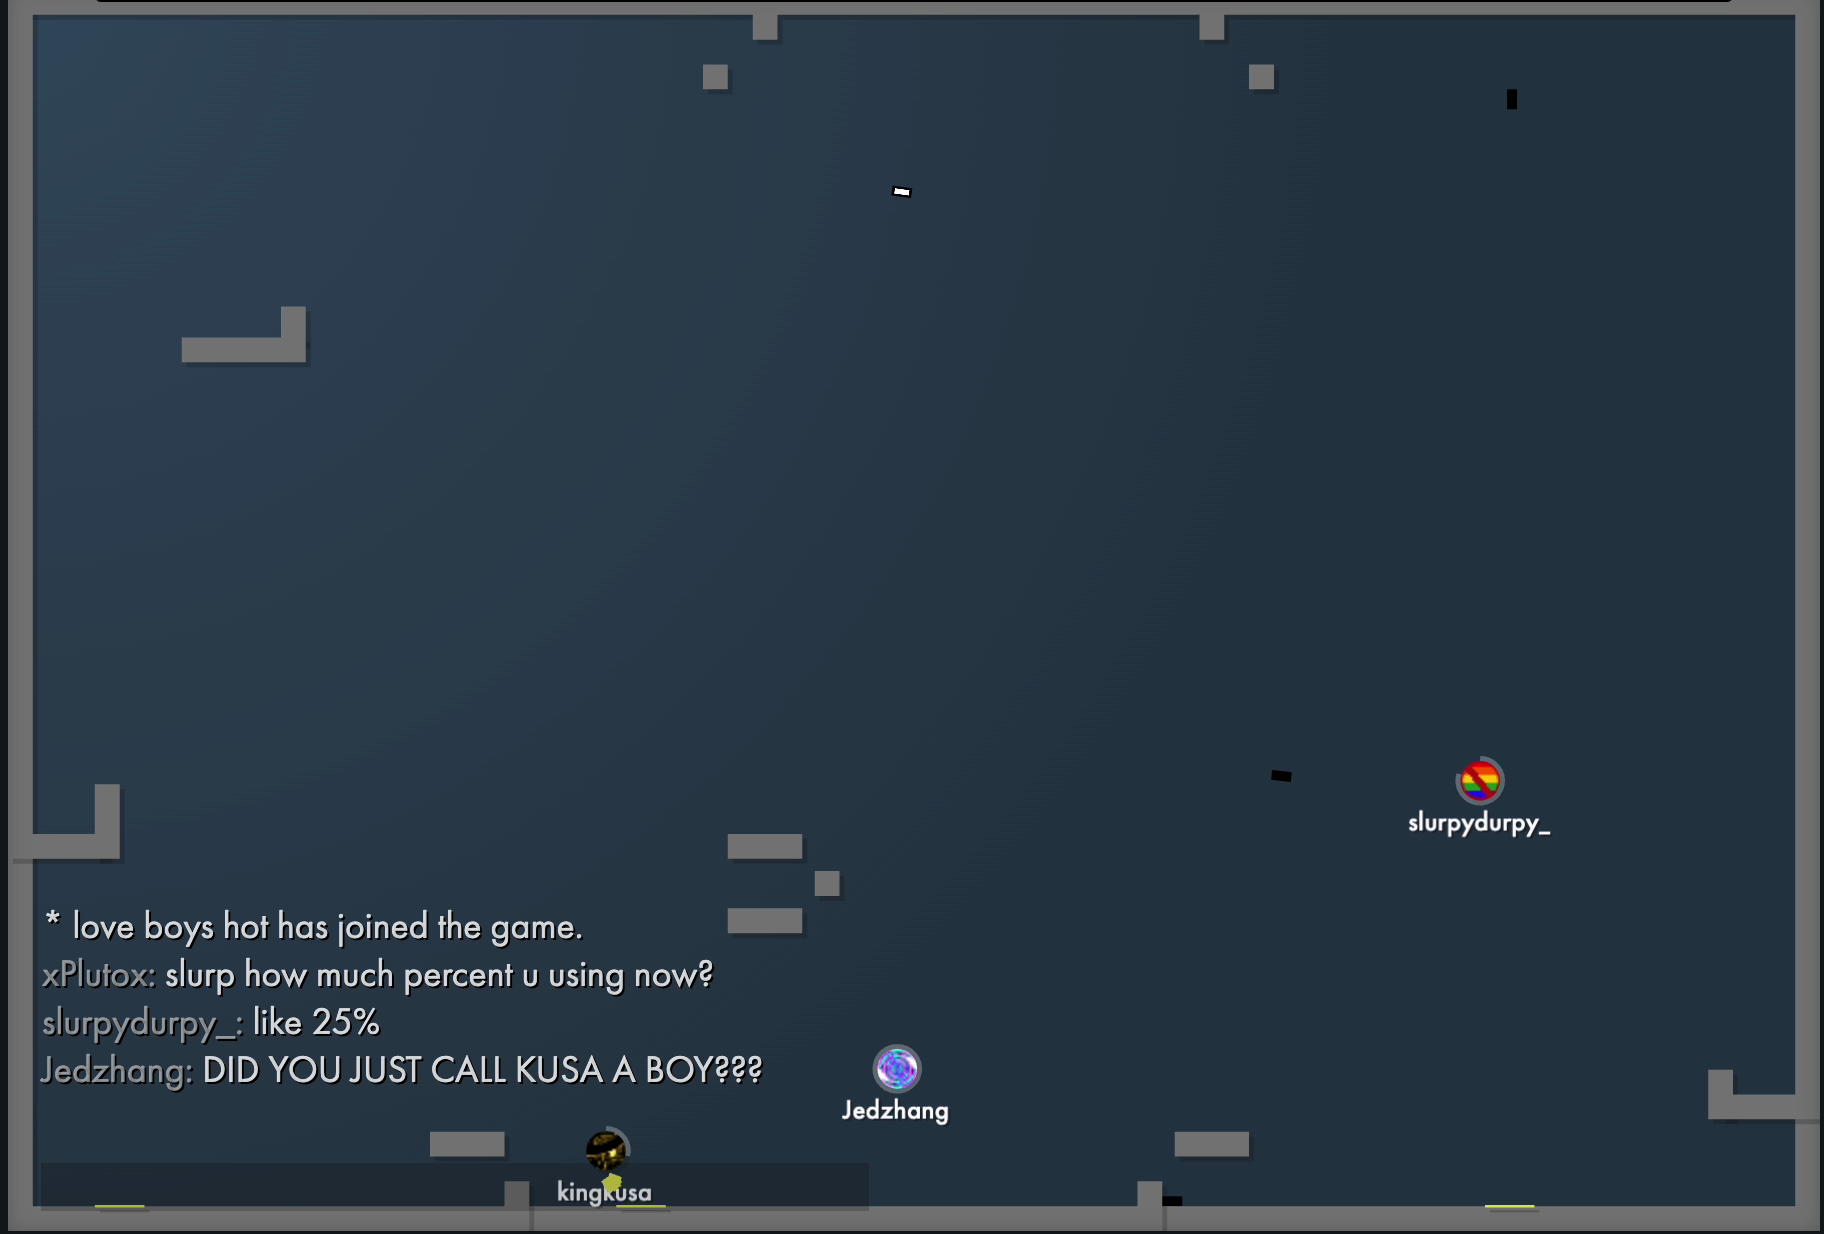 slurpydurpy_
* love boys hot has joined the game.
xPlutox: slurp how much percent u using now?
slurpydurpy_: like 25%
Jedzhang: DID YOU JUST CALL KUSA A BOY???
Jedzhang
kingkusa